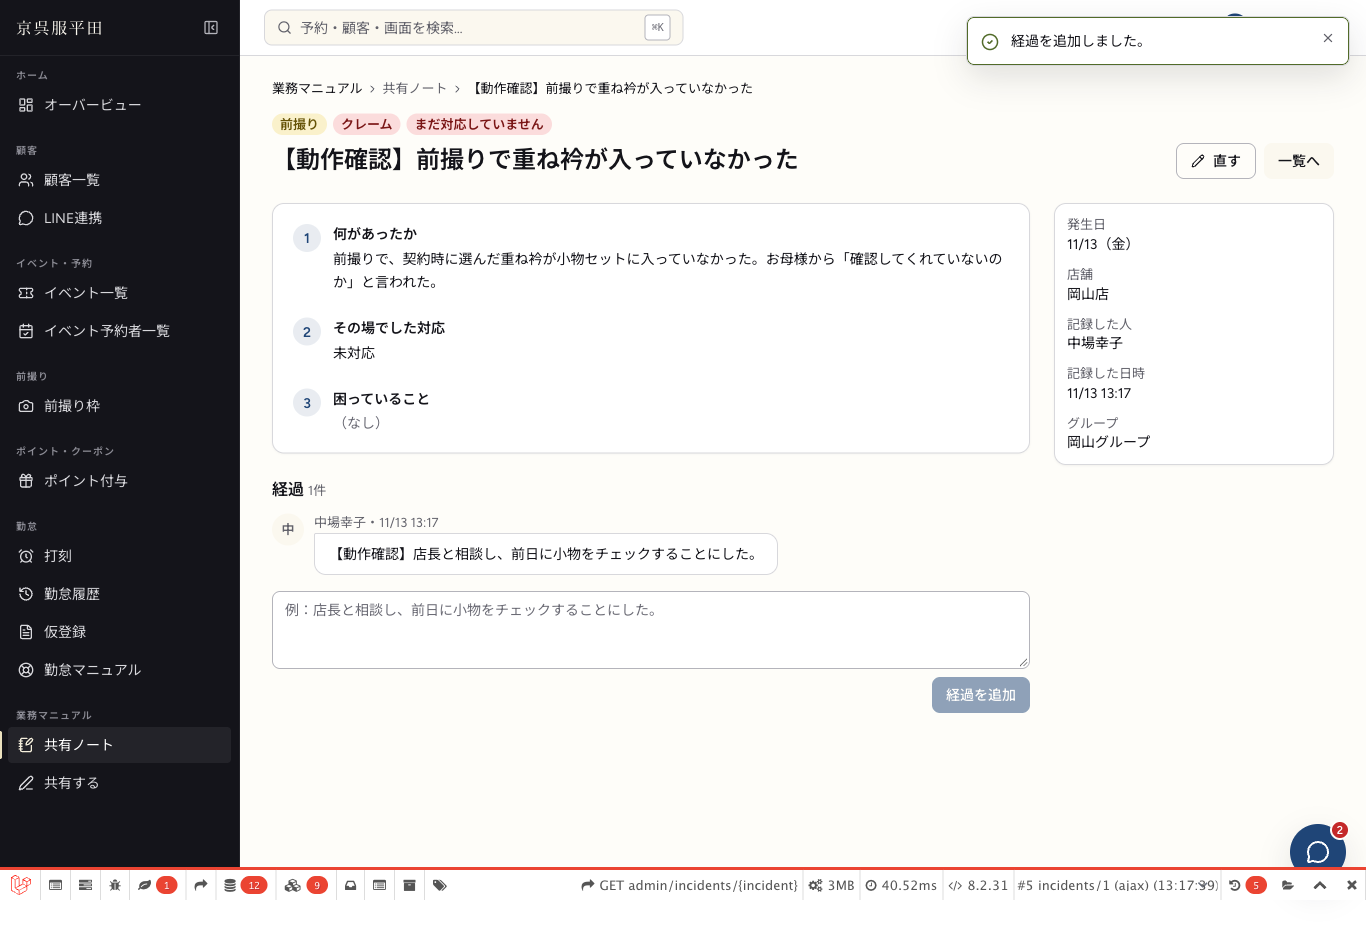 京呉服平田
ホーム
オーバービュー
顧客
顧客一覧
LINE連携
イベント・予約
イベント一覧
イベント予約者一覧
前撮り
前撮り枠
ポイント・クーポン
ポイント付与
勤怠
打刻
勤怠履歴
仮登録
勤怠マニュアル
業務マニュアル
共有ノート
共有する
予約・顧客・画面を検索...
⌘K
経過を追加しました。
業務マニュアル > 共有ノート > 【動作確認】前撮りで重ね衿が入っていなかった
前撮り クレーム まだ対応していません
【動作確認】前撮りで重ね衿が入っていなかった
直す
一覧へ
1 何があったか
前撮りで、契約時に選んだ重ね衿が小物セットに入っていなかった。お母様から「確認してくれていないの
か」と言われた。
2 その場でした対応
未対応
3 困っていること
（なし）
発生日
11/13（金）
店舗
岡山店
記録した人
中場幸子
記録した日時
11/13 13:17
グループ
岡山グループ
経過 1件
中
中場幸子・11/13 13:17
【動作確認】店長と相談し、前日に小物をチェックすることにした。
例：店長と相談し、前日に小物をチェックすることにした。
経過を追加
2
1 12 9 GET admin/incidents/{incident} 3MB 40.52ms 8.2.31 #5 incidents/1 (ajax) (13:17:39) 5